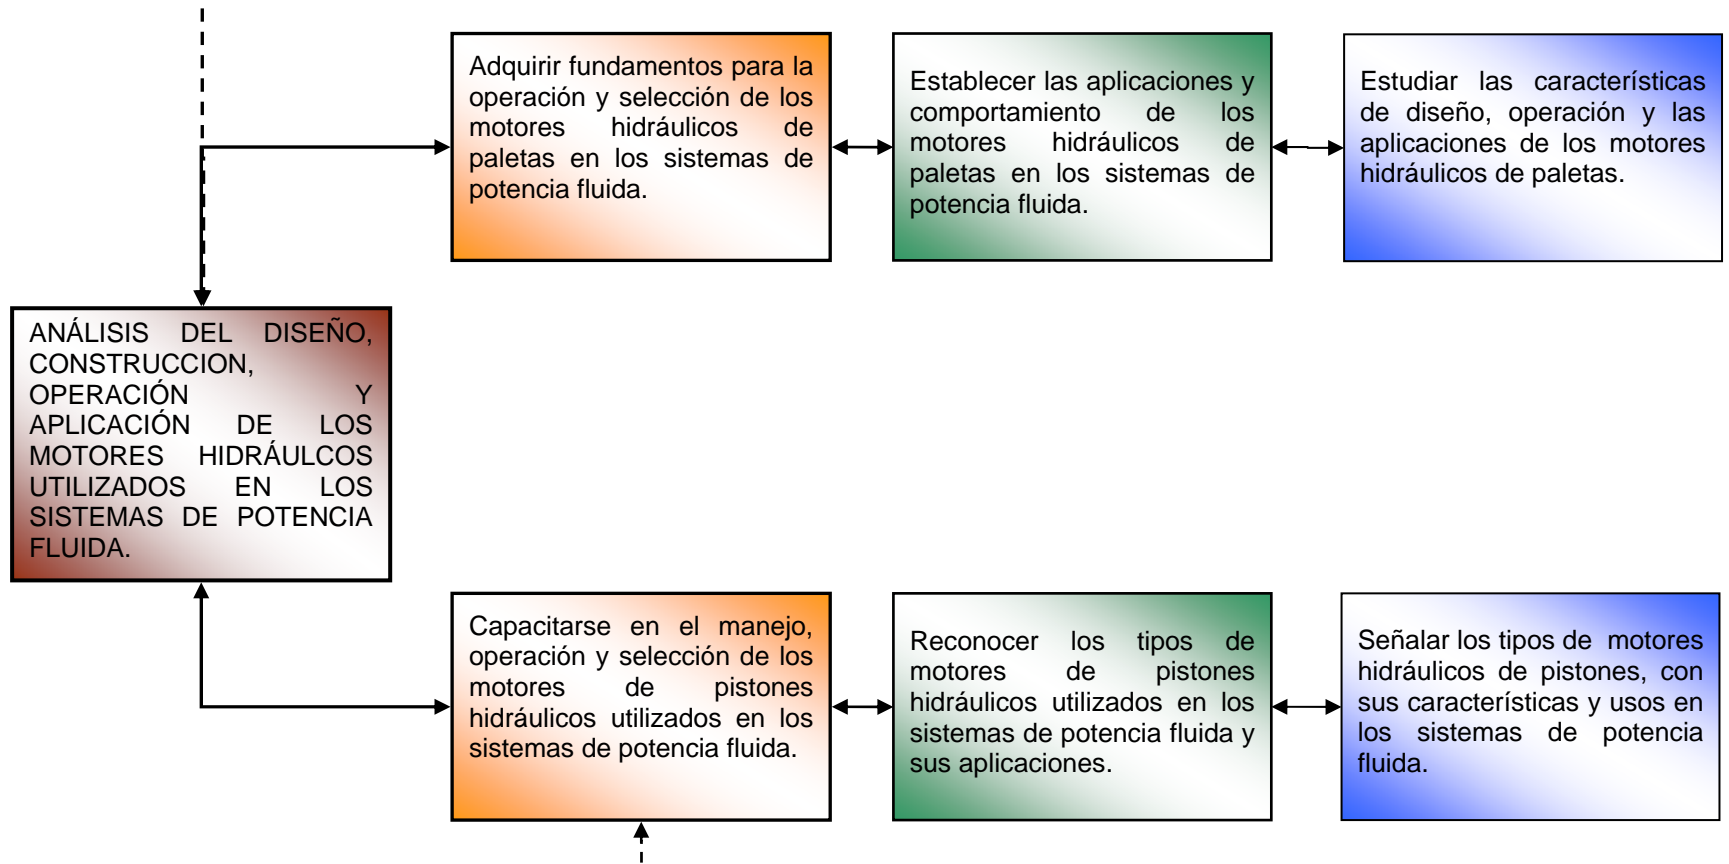 Adquirir fundamentos para la
operación y selección de los
motores hidráulicos de
paletas en los sistemas de
potencia fluida.
Establecer las aplicaciones y
comportamiento de los
motores hidráulicos de
paletas en los sistemas de
potencia fluida.
Estudiar las características
de diseño, operación y las
aplicaciones de los motores
hidráulicos de paletas.
ANÁLISIS DEL DISEÑO,
CONSTRUCCION,
OPERACIÓN Y
APLICACIÓN DE LOS
MOTORES HIDRÁULCOS
UTILIZADOS EN LOS
SISTEMAS DE POTENCIA
FLUIDA.
Capacitarse en el manejo,
operación y selección de los
motores de pistones
hidráulicos utilizados en los
sistemas de potencia fluida.
Reconocer los tipos de
motores de pistones
hidráulicos utilizados en los
sistemas de potencia fluida y
sus aplicaciones.
Señalar los tipos de motores
hidráulicos de pistones, con
sus características y usos en
los sistemas de potencia
fluida.